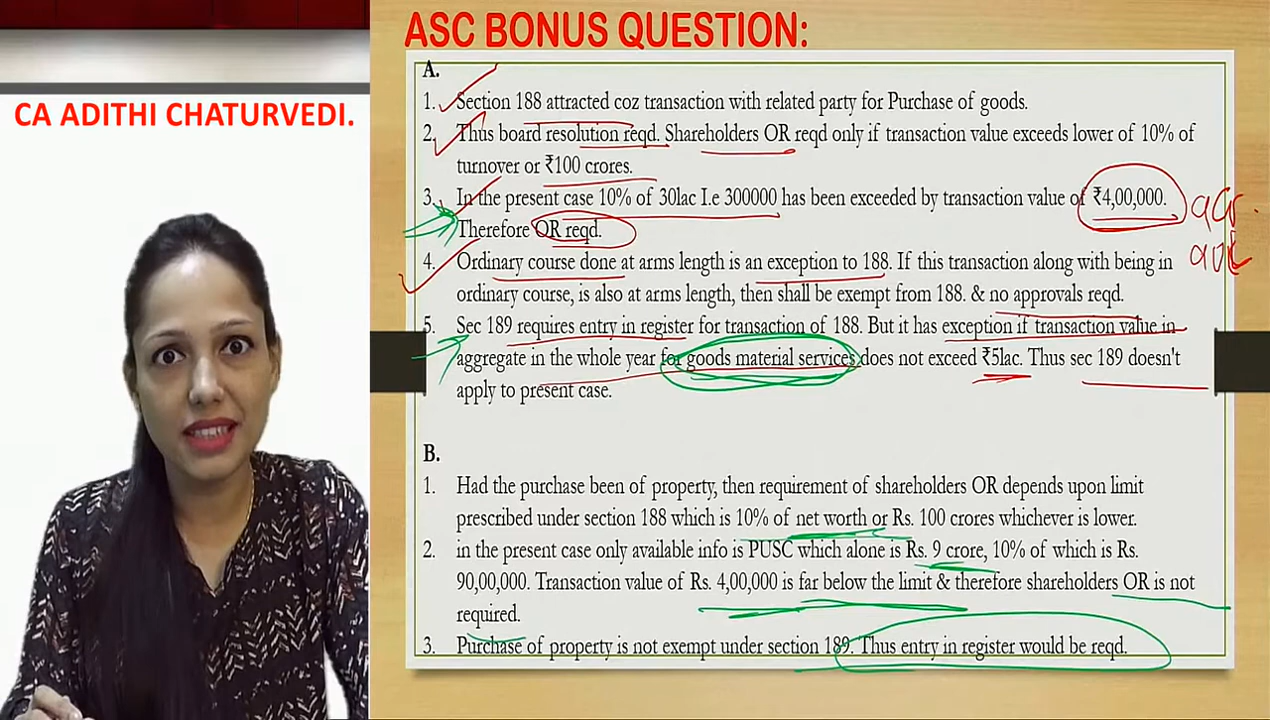 ASC BONUS QUESTION:
CA ADITHI CHATURVEDI.
A.
1. Section 188 attracted coz transaction with related party for Purchase of goods.
2. Thus board resolution reqd. Shareholders OR reqd only if transaction value exceeds lower of 10% of
turnover or ₹100 crores.
3. In the present case 10% of 30lac I.e 300000 has been exceeded by transaction value of ₹4,00,000.
Therefore OR reqd.
4. Ordinary course done at arms length is an exception to 188. If this transaction along with being in
ordinary course, is also at arms length, then shall be exempt from 188. & no approvals reqd.
5. Sec 189 requires entry in register for transaction of 188. But it has exception if transaction value in
aggregate in the whole year for goods material services does not exceed ₹5lac. Thus sec 189 doesn't
apply to present case.
B.
1. Had the purchase been of property, then requirement of shareholders OR depends upon limit
prescribed under section 188 which is 10% of net worth or Rs. 100 crores whichever is lower.
2. in the present case only available info is PUSC which alone is Rs. 9 crore, 10% of which is Rs.
90,00,000. Transaction value of Rs. 4,00,000 is far below the limit & therefore shareholders OR is not
required.
3. Purchase of property is not exempt under section 189. Thus entry in register would be reqd.